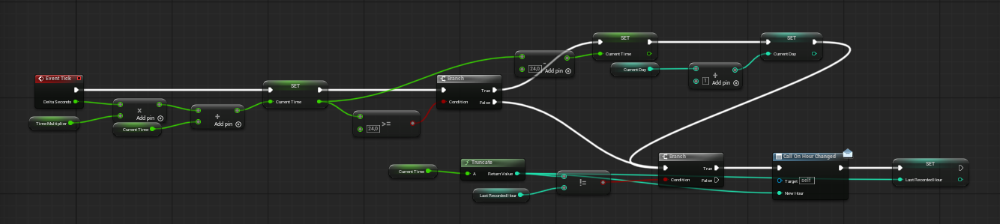 Event Tick
Delta Seconds
Time Multiplier
×
Add pin
Current Time
+
Add pin
SET
Current Time
>=
24,0
Branch
Condition
True
False
-
24,0
Add pin
SET
Current Time
Current Day
+
1
Add pin
SET
Current Day
Current Time
Truncate
A
Return Value
Last Recorded Hour
!=
Branch
Condition
True
False
Call On Hour Changed
Target
self
New Hour
SET
Last Recorded Hour